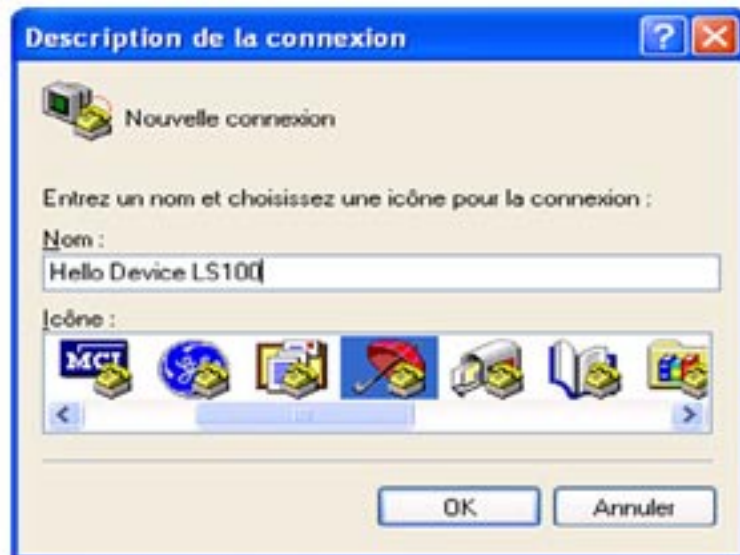 Description de la connexion
Nouvelle connexion
Entrez un nom et choisissez une icône pour la connexion :
Nom :
Hello Device LS100
Icône :
MCI
OK Annuler